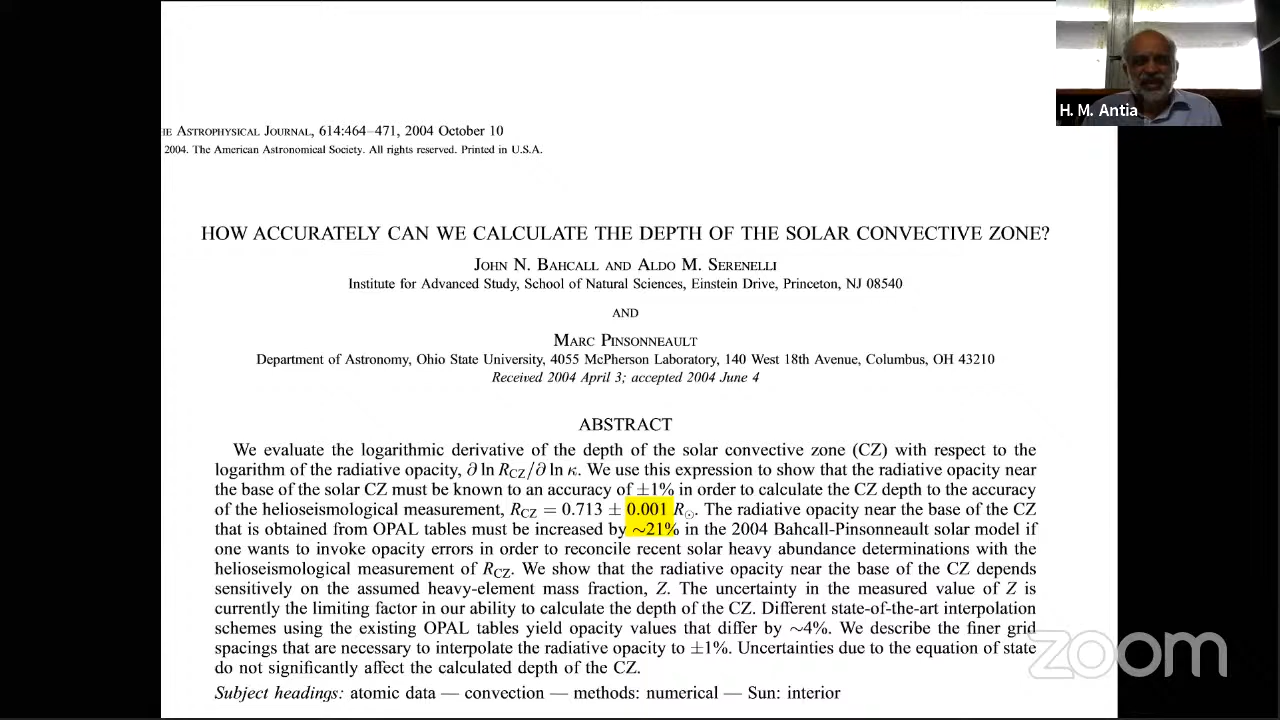 HE ASTROPHYSICAL JOURNAL, 614:464–471, 2004 October 10
2004. The American Astronomical Society. All rights reserved. Printed in U.S.A.
H. M. Antia
HOW ACCURATELY CAN WE CALCULATE THE DEPTH OF THE SOLAR CONVECTIVE ZONE?
JOHN N. BAHCALL AND ALDO M. SERENELLI
Institute for Advanced Study, School of Natural Sciences, Einstein Drive, Princeton, NJ 08540
AND
MARC PINSONNEAULT
Department of Astronomy, Ohio State University, 4055 McPherson Laboratory, 140 West 18th Avenue, Columbus, OH 43210
Received 2004 April 3; accepted 2004 June 4
ABSTRACT
We evaluate the logarithmic derivative of the depth of the solar convective zone (CZ) with respect to the
logarithm of the radiative opacity, ∂ ln R_CZ/∂ ln κ. We use this expression to show that the radiative opacity near
the base of the solar CZ must be known to an accuracy of ±1% in order to calculate the CZ depth to the accuracy
of the helioseismological measurement, R_CZ = 0.713 ± 0.001 R_⊙. The radiative opacity near the base of the CZ
that is obtained from OPAL tables must be increased by ~21% in the 2004 Bahcall-Pinsonneault solar model if
one wants to invoke opacity errors in order to reconcile recent solar heavy abundance determinations with the
helioseismological measurement of R_CZ. We show that the radiative opacity near the base of the CZ depends
sensitively on the assumed heavy-element mass fraction, Z. The uncertainty in the measured value of Z is
currently the limiting factor in our ability to calculate the depth of the CZ. Different state-of-the-art interpolation
schemes using the existing OPAL tables yield opacity values that differ by ~4%. We describe the finer grid
spacings that are necessary to interpolate the radiative opacity to ±1%. Uncertainties due to the equation of state
do not significantly affect the calculated depth of the CZ.
Subject headings: atomic data — convection — methods: numerical — Sun: interior
zoom